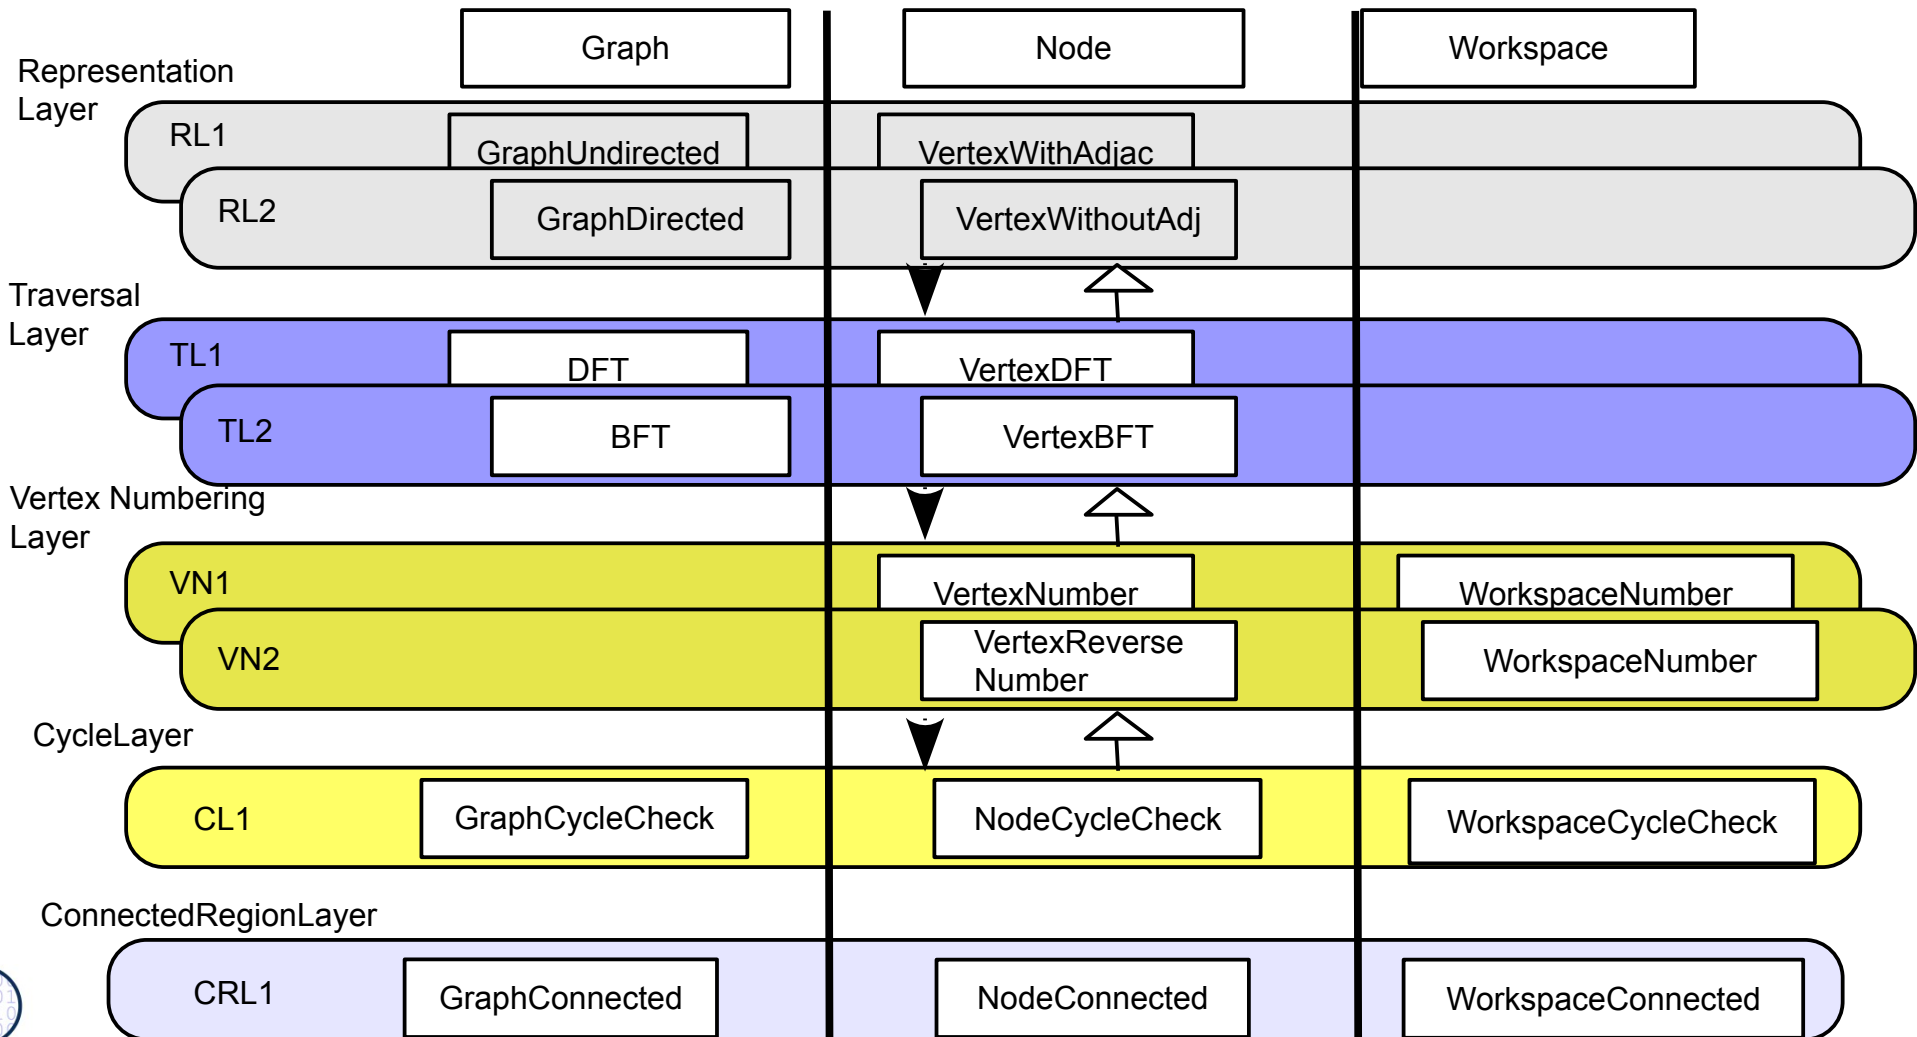 Graph
Node
Workspace
Representation
Layer
RL1
GraphUndirected
VertexWithAdjac
RL2
GraphDirected
VertexWithoutAdj
Traversal
Layer
TL1
DFT
VertexDFT
TL2
BFT
VertexBFT
Vertex Numbering
Layer
VN1
VertexNumber
WorkspaceNumber
VN2
VertexReverse
Number
WorkspaceNumber
CycleLayer
CL1
GraphCycleCheck
NodeCycleCheck
WorkspaceCycleCheck
ConnectedRegionLayer
CRL1
GraphConnected
NodeConnected
WorkspaceConnected